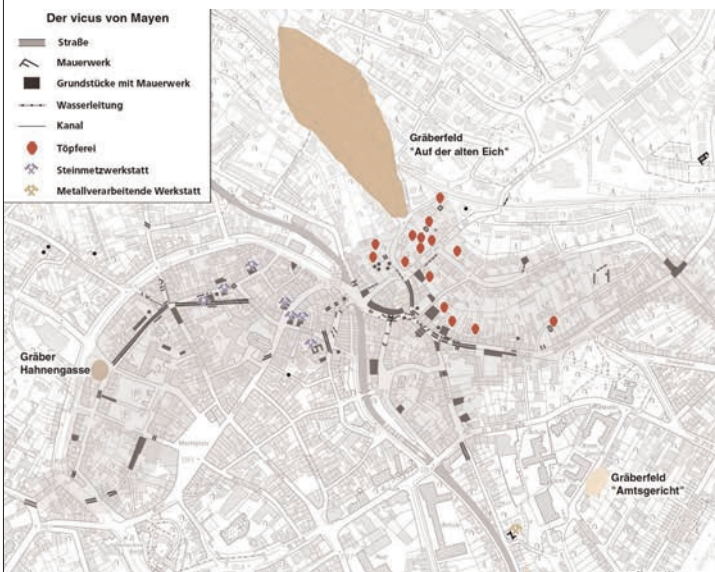 Der vicus von Mayen
Straße
Mauerwerk
Grundstücke mit Mauerwerk
Wasserleitung
Kanal
Töpferei
Steinmetzwerkstatt
Metallverarbeitende Werkstatt
Gräberfeld
"Auf der alten Eich"
Gräber
Hahnengasse
Marktplatz
Gräberfeld
"Amtsgericht"